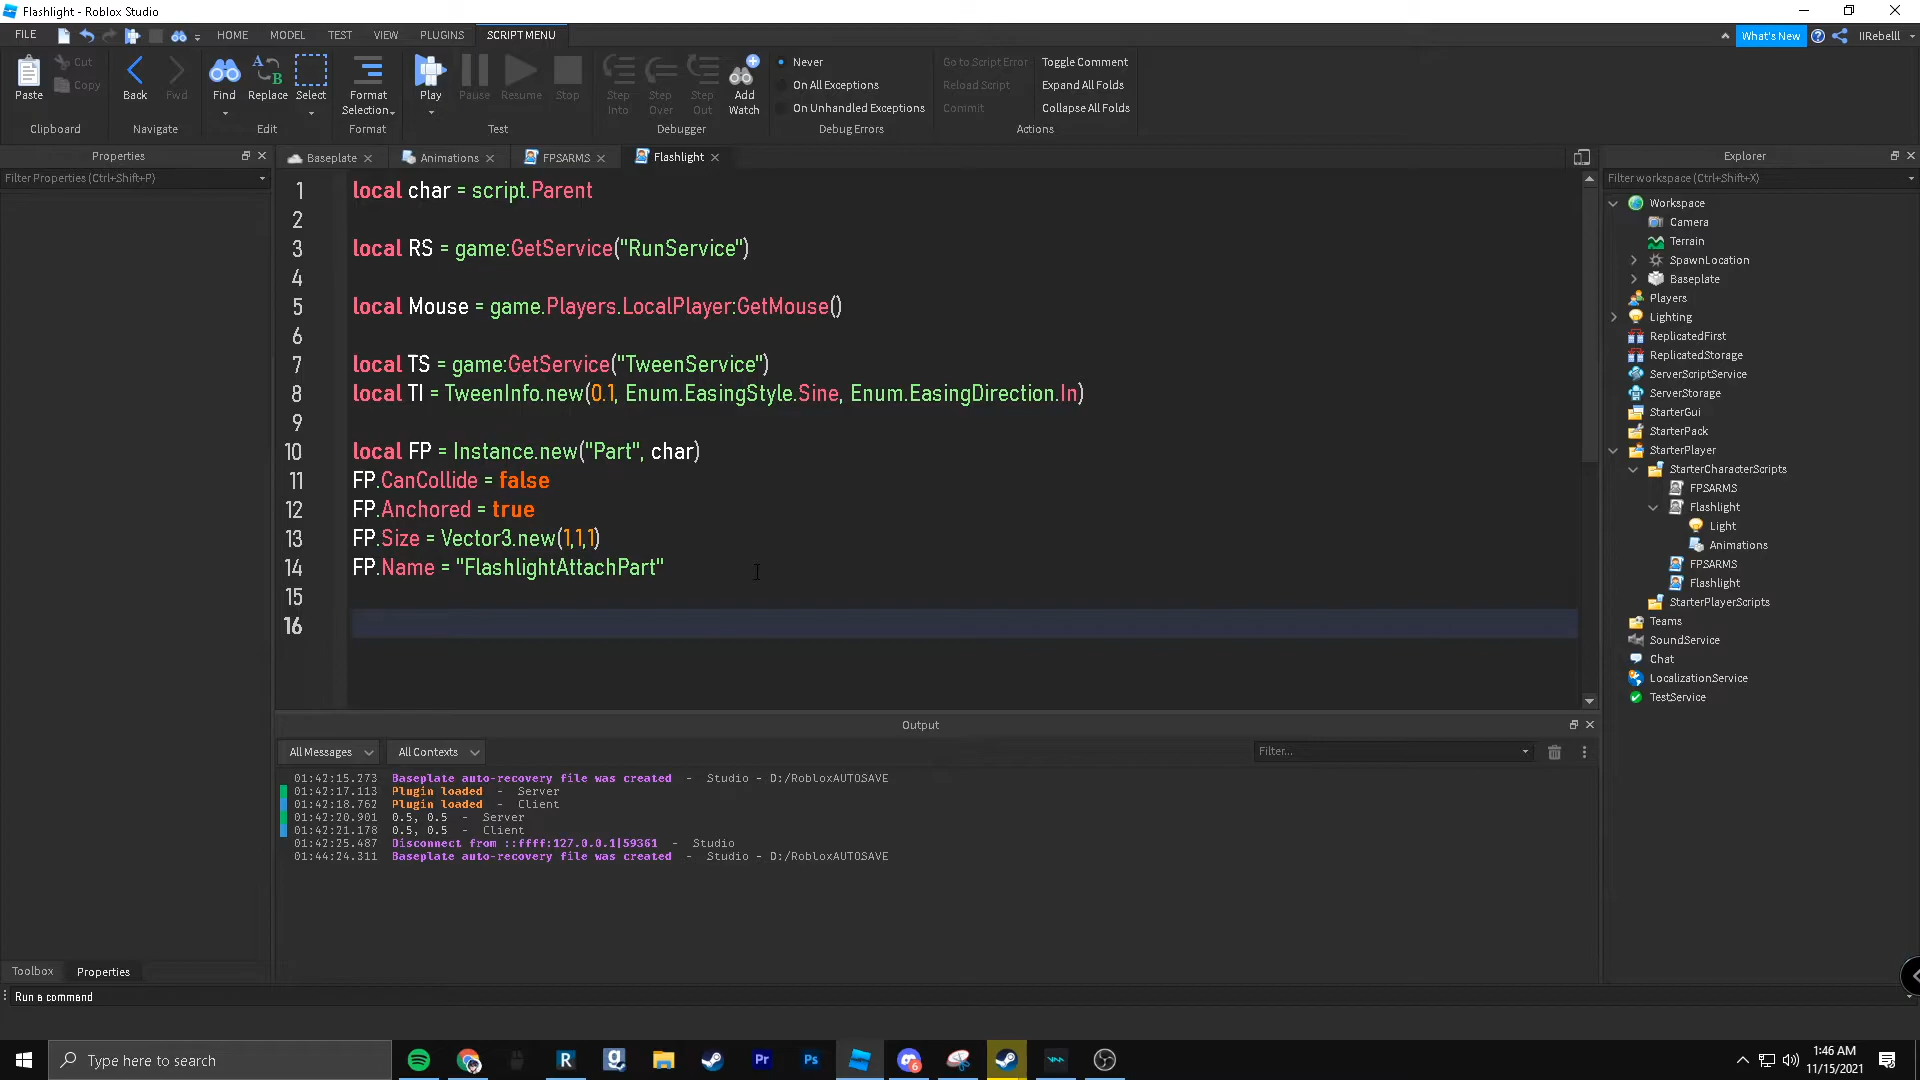 Flashlight - Roblox Studio
FILE HOME MODEL TEST VIEW PLUGINS SCRIPT MENU What's New IIRebelll
Paste Cut Copy Back Fwd Find Replace Select Format Selection Play Pause Resume Stop Step Into Step Over Step Out Add Watch
Never
On All Exceptions
On Unhandled Exceptions
Go to Script Error
Reload Script
Commit
Toggle Comment
Expand All Folds
Collapse All Folds
Clipboard Navigate Edit Format Test Debugger Debug Errors Actions
Properties
Filter Properties (Ctrl+Shift+P)
Baseplate Animations FPSARMS Flashlight
1 local char = script.Parent
2
3 local RS = game:GetService("RunService")
4
5 local Mouse = game.Players.LocalPlayer:GetMouse()
6
7 local TS = game:GetService("TweenService")
8 local TI = TweenInfo.new(0.1, Enum.EasingStyle.Sine, Enum.EasingDirection.In)
9
10 local FP = Instance.new("Part", char)
11 FP.CanCollide = false
12 FP.Anchored = true
13 FP.Size = Vector3.new(1,1,1)
14 FP.Name = "FlashlightAttachPart"
15
16
Explorer
Filter workspace (Ctrl+Shift+X)
Workspace
Camera
Terrain
SpawnLocation
Baseplate
Players
Lighting
ReplicatedFirst
ReplicatedStorage
ServerScriptService
ServerStorage
StarterGui
StarterPack
StarterPlayer
StarterCharacterScripts
FPSARMS
Flashlight
Light
Animations
FPSARMS
Flashlight
StarterPlayerScripts
Teams
SoundService
Chat
LocalizationService
TestService
Output
All Messages All Contexts Filter...
01:42:15.273 Baseplate auto-recovery file was created - Studio - D:/RobloxAUTOSAVE
01:42:17.113 Plugin loaded - Server
01:42:18.762 Plugin loaded - Client
01:42:20.901 0.5, 0.5 - Server
01:42:21.178 0.5, 0.5 - Client
01:42:25.487 Disconnect from ::ffff:127.0.0.1|59361 - Studio
01:44:24.311 Baseplate auto-recovery file was created - Studio - D:/RobloxAUTOSAVE
Toolbox Properties
Run a command
Type here to search
R
Pr
Ps
6
1:46 AM
11/15/2021